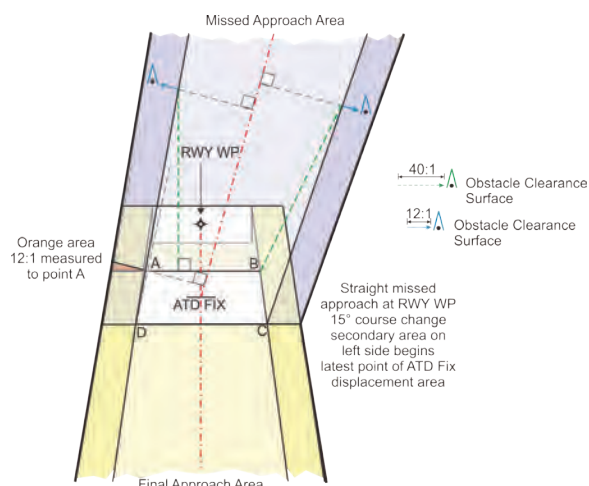 Missed Approach Area
RWY WP
40:1
Obstacle Clearance
Surface
12:1
Obstacle Clearance
Surface
Orange area
12:1 measured
to point A
A
B
ATD FIX
D
C
Straight missed
approach at RWY WP
15° course change
secondary area on
left side begins
latest point of ATD Fix
displacement area
Final Approach Area